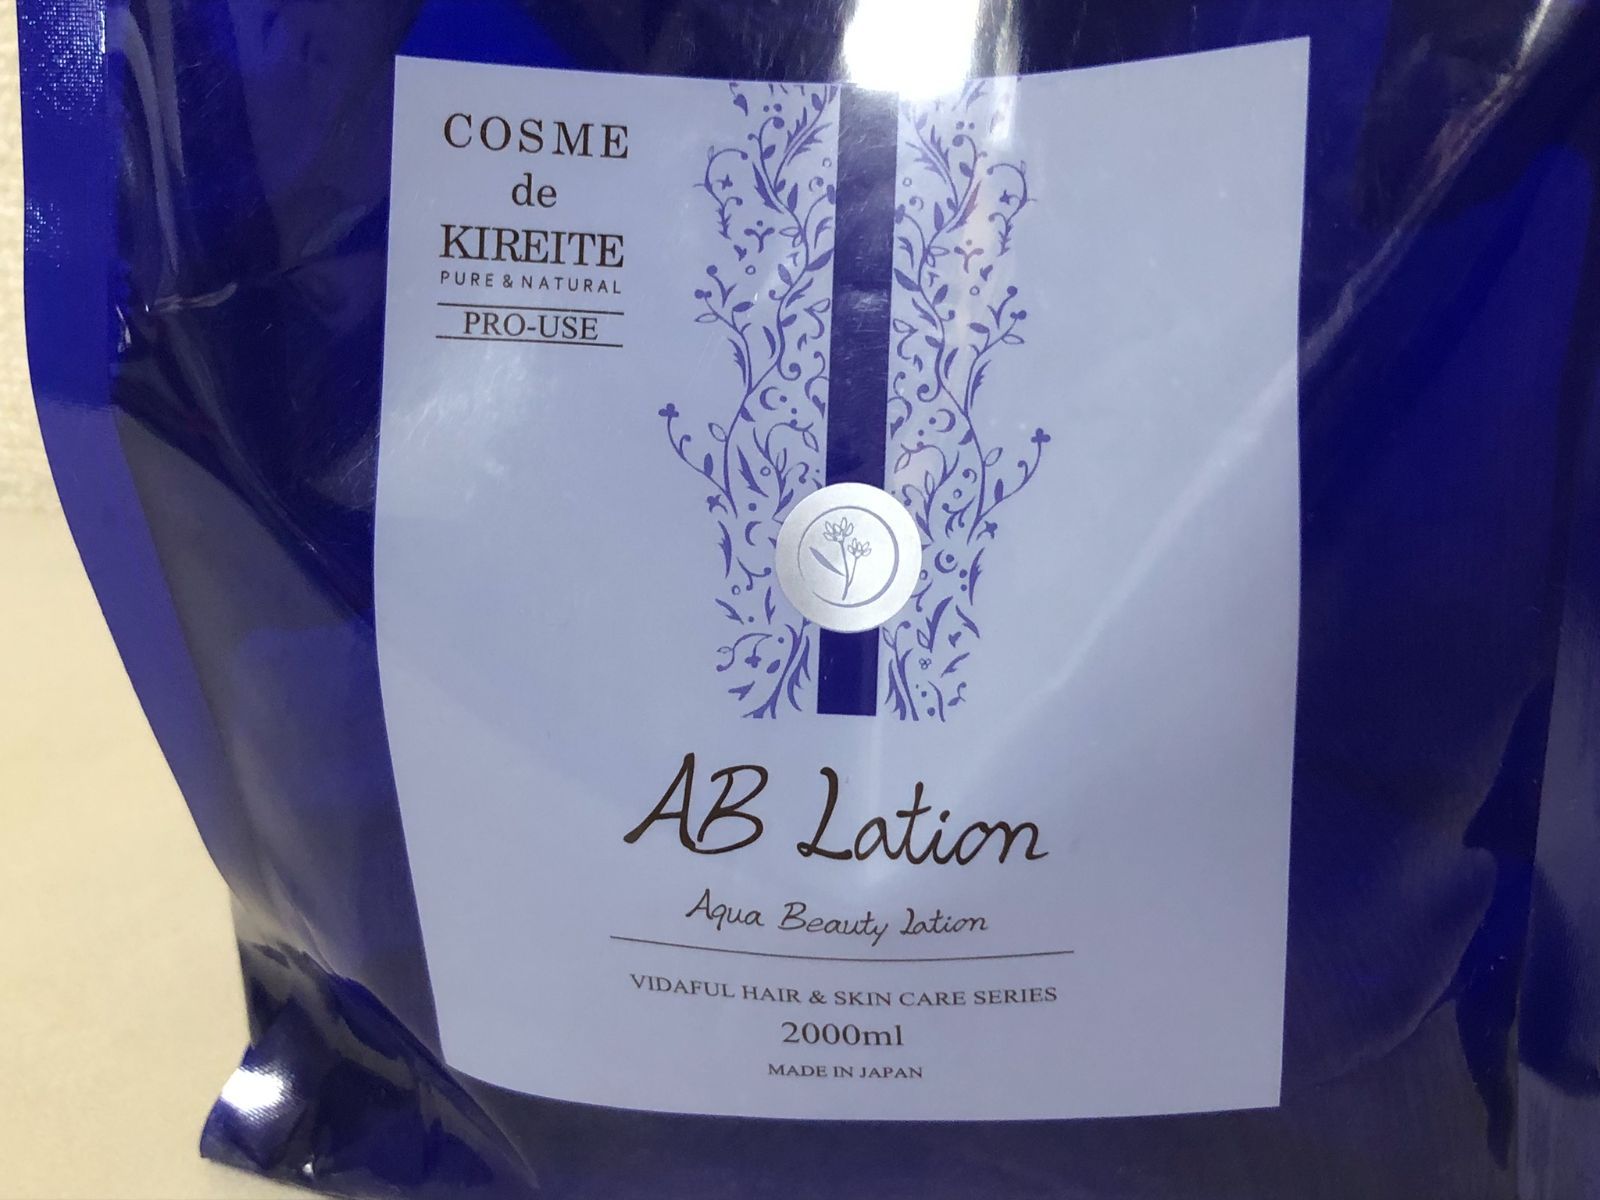 COSME
de
KIREITE
PURE & NATURAL
PRO-USE
AB Lation
Aqua Beauty Lation
VIDAFUL HAIR & SKIN CARE SERIES
2000ml
MADE IN JAPAN